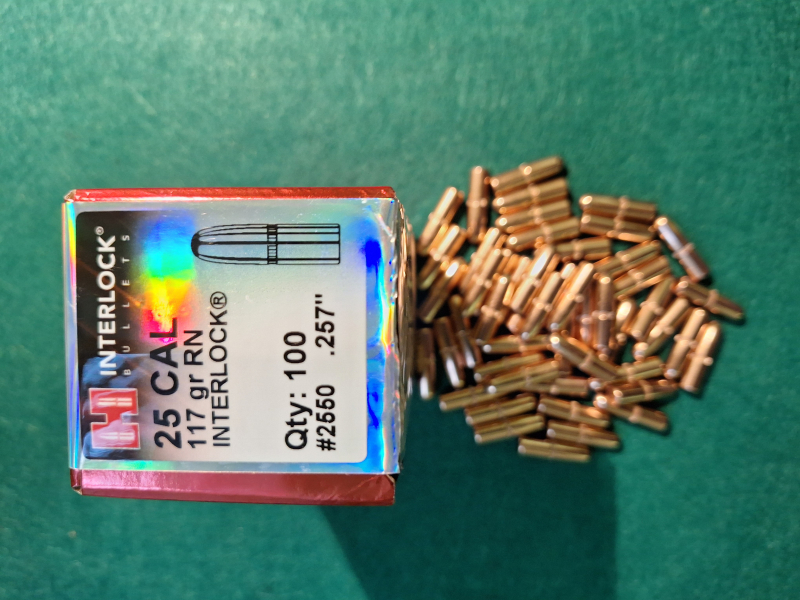 INTERLOCK®
BULLETS
25 CAL
117 gr RN
INTERLOCK®
Qty: 100
#2550 .257"